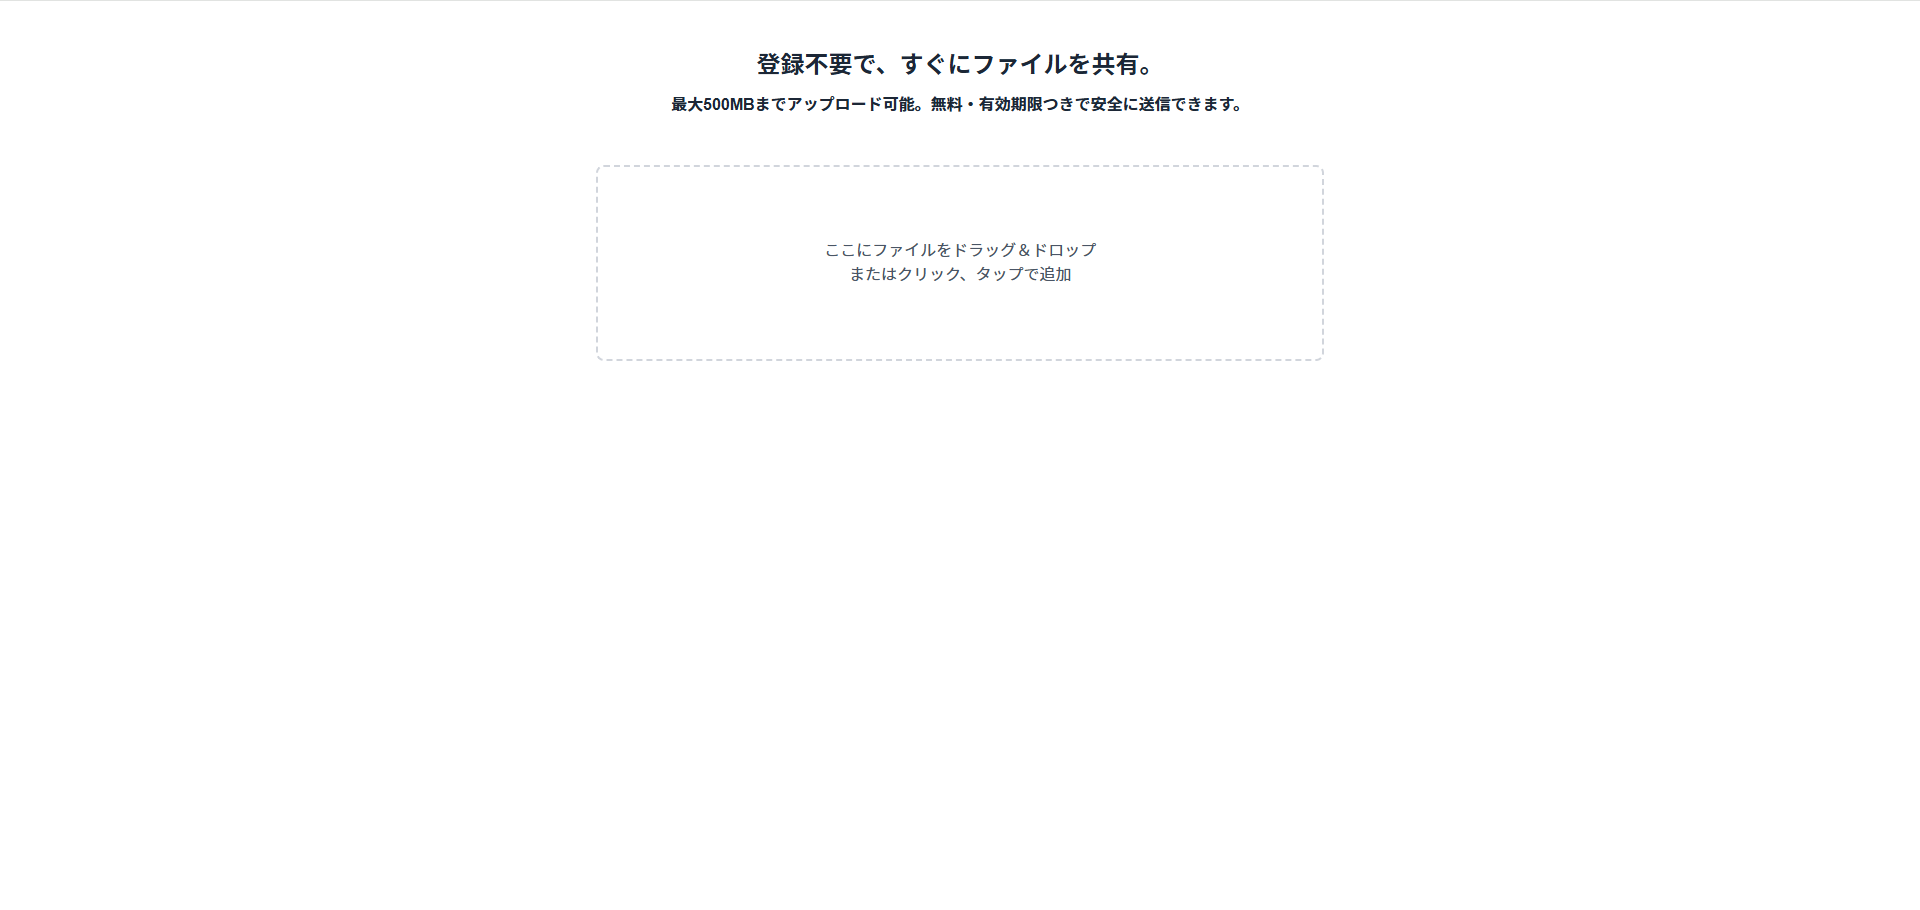 登録不要で、すぐにファイルを共有。
最大500MBまでアップロード可能。無料・有効期限つきで安全に送信できます。
ここにファイルをドラッグ＆ドロップ
またはクリック、タップで追加